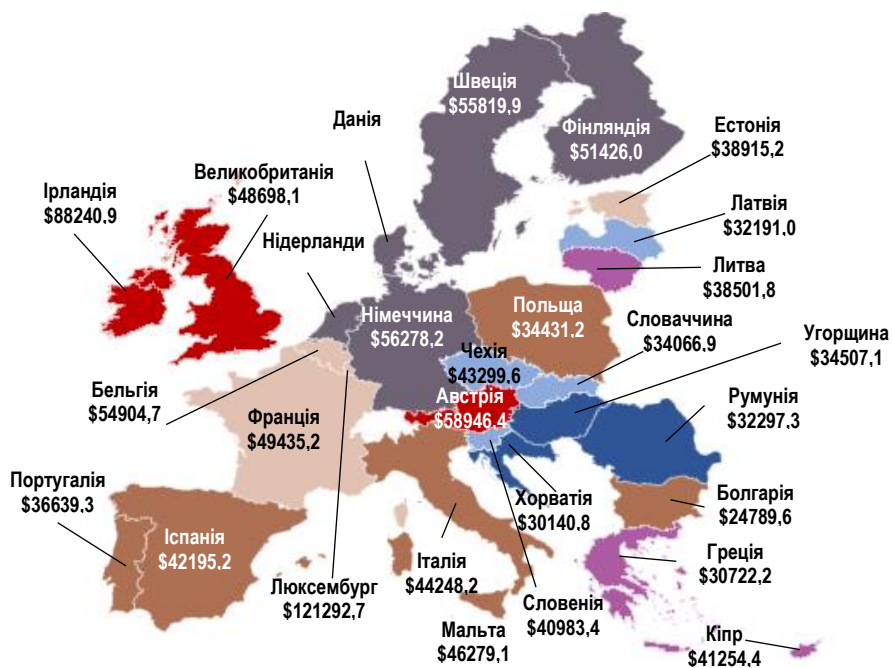 Швеція
$55819,9
Фінляндія
$51426,0
Данія
Естонія
$38915,2
Великобританія
$48698,1
Ірландія
$88240,9
Латвія
$32191,0
Нідерланди
Литва
$38501,8
Німеччина
$56278,2
Польща
$34431,2
Словаччина
$34066,9
Угорщина
$34507,1
Чехія
$43299,6
Бельгія
$54904,7
Австрія
$58946,4
Румунія
$32297,3
Франція
$49435,2
Португалія
$36639,3
Хорватія
$30140,8
Болгарія
$24789,6
Іспанія
$42195,2
Італія
$44248,2
Греція
$30722,2
Люксембург
$121292,7
Словенія
$40983,4
Мальта
$46279,1
Кіпр
$41254,4